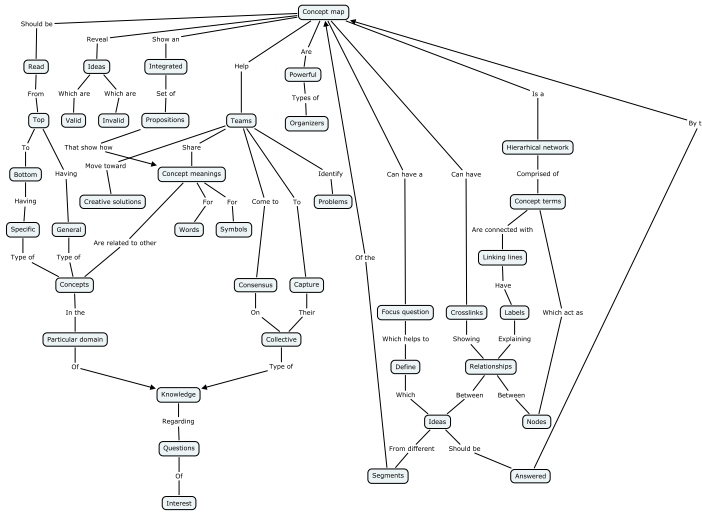 Concept map
Should be
Reveal
Show an
Are
Help
Read
Ideas
Integrated
Powerful
From
Which are
Which are
Set of
Types of
Is a
Top
Valid
Invalid
Propositions
Teams
Organizers
By t
To
Having
That show how
Share
Hierarhical network
Move toward
Identify
Can have a
Can have
Comprised of
Bottom
Concept meanings
Having
Creative solutions
For
For
Come to
To
Problems
Concept terms
Specific
General
Words
Symbols
Are connected with
Type of
Type of
Are related to other
Of the
Linking lines
Concepts
Consensus
Capture
Have
In the
On
Their
Focus question
Crosslinks
Labels
Which act as
Particular domain
Collective
Which helps to
Showing
Explaining
Of
Type of
Define
Relationships
Knowledge
Which
Between
Between
Regarding
Ideas
Nodes
Questions
From different
Should be
Of
Segments
Answered
Interest